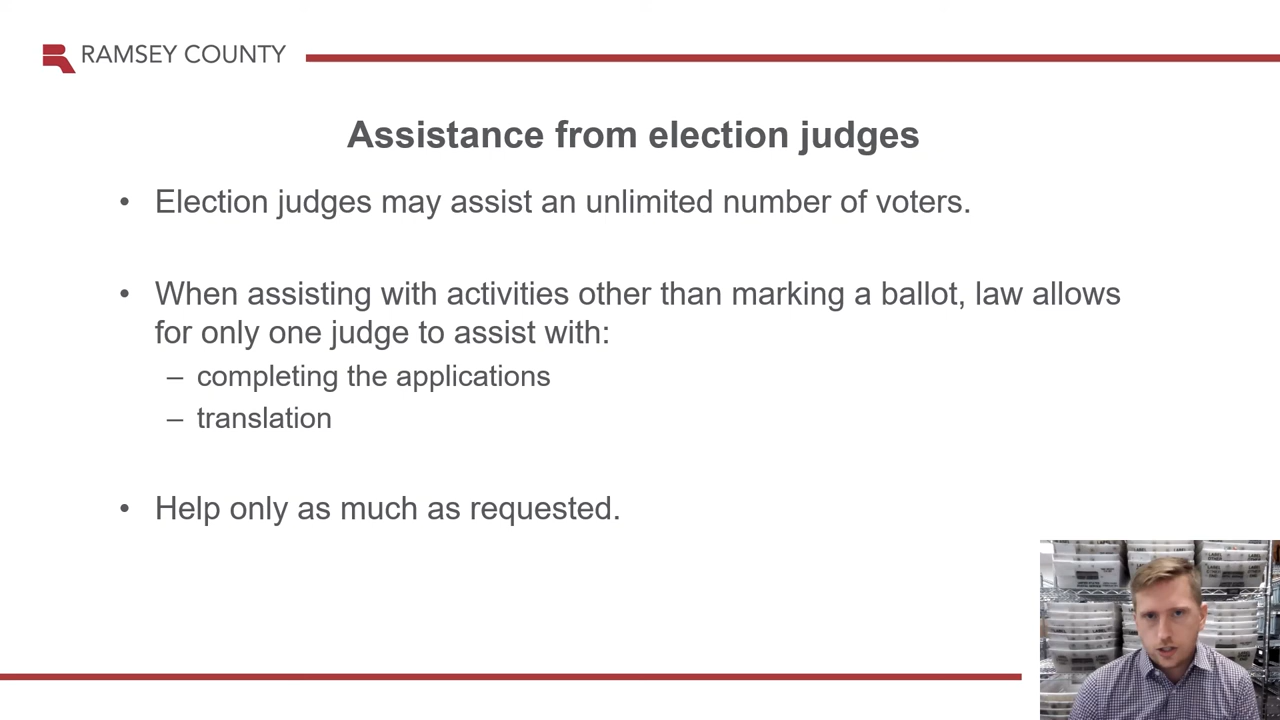 RAMSEY COUNTY
Assistance from election judges
• Election judges may assist an unlimited number of voters.
• When assisting with activities other than marking a ballot, law allows
for only one judge to assist with:
– completing the applications
– translation
• Help only as much as requested.